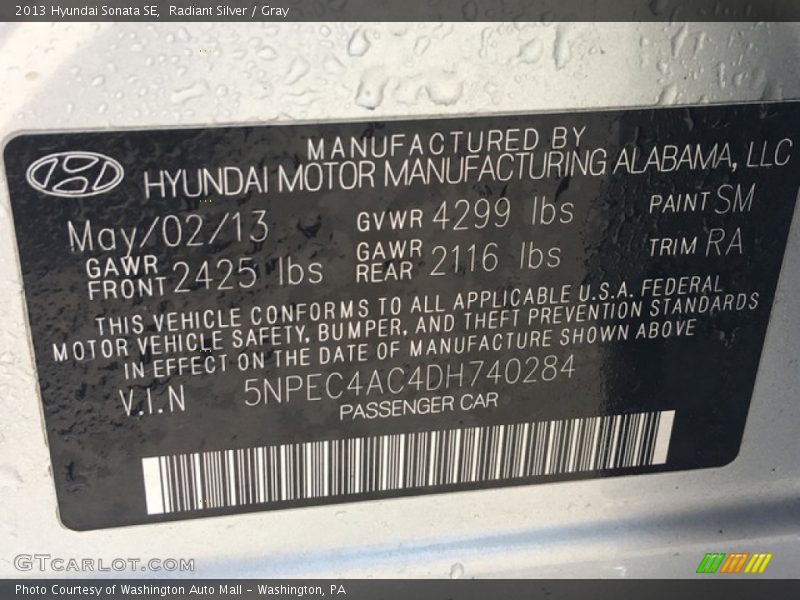 2013 Hyundai Sonata SE, Radiant Silver / Gray
MANUFACTURED BY
HYUNDAI MOTOR MANUFACTURING ALABAMA, LLC
May/02/13 GVWR 4299 lbs PAINT SM
GAWR FRONT 2425 lbs GAWR REAR 2116 lbs TRIM RA
THIS VEHICLE CONFORMS TO ALL APPLICABLE U.S.A. FEDERAL
MOTOR VEHICLE SAFETY, BUMPER, AND THEFT PREVENTION STANDARDS
IN EFFECT ON THE DATE OF MANUFACTURE SHOWN ABOVE
V.I.N 5NPEC4AC4DH740284
PASSENGER CAR
GTCARLOT.COM
Photo Courtesy of Washington Auto Mall - Washington, PA